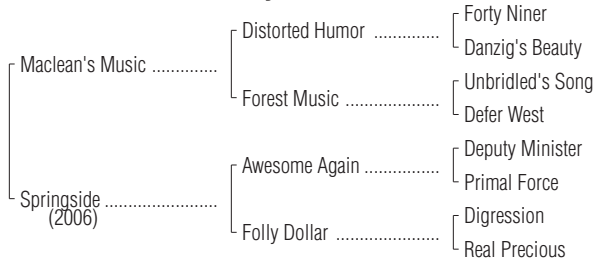 Forty Niner
Distorted Humor ..............
Danzig's Beauty
Maclean's Music ..............
Unbridled's Song
Forest Music ....................
Defer West
Deputy Minister
Awesome Again ................
Primal Force
Springside ........................
(2006)
Digression
Folly Dollar ......................
Real Precious